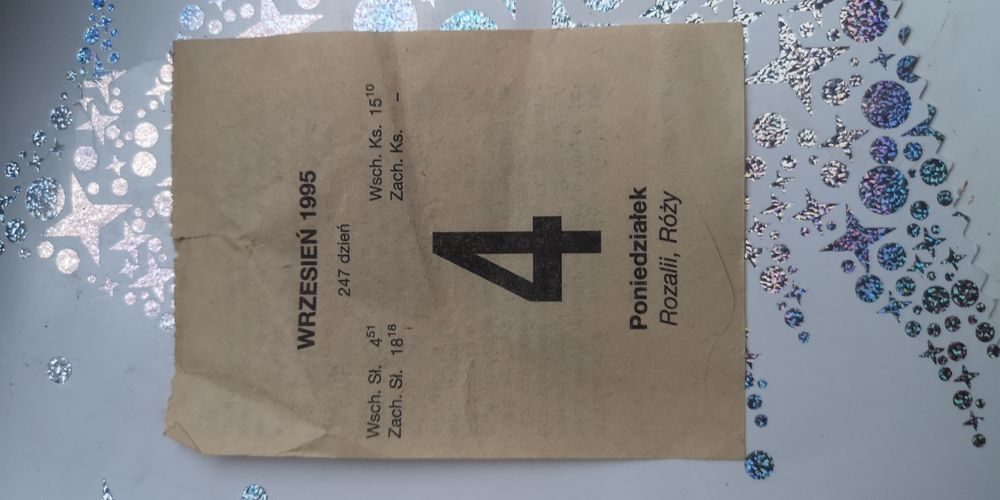 WRZESIEŃ 1995
247 dzień
Wsch. Sł. 4⁵¹ Wsch. Ks. 15¹⁰
Zach. Sł. 18¹⁸ Zach. Ks. –
4
Poniedziałek
Rozalii, Róży